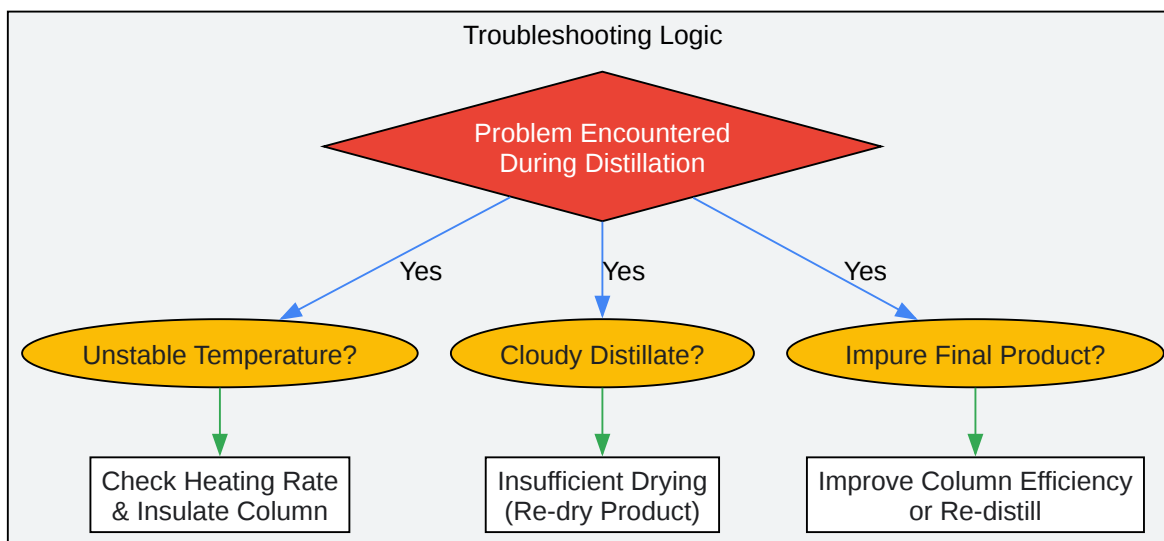 Troubleshooting Logic
Problem Encountered
During Distillation
Yes
Yes
Yes
Unstable Temperature?
Cloudy Distillate?
Impure Final Product?
Check Heating Rate
& Insulate Column
Insufficient Drying
(Re-dry Product)
Improve Column Efficiency
or Re-distill